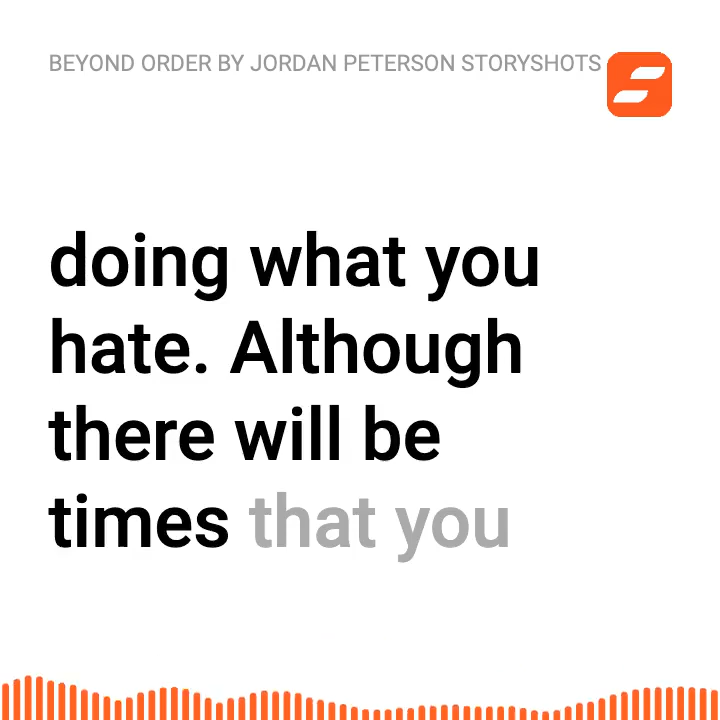 BEYOND ORDER BY JORDAN PETERSON STORYSHOTS
doing what you
hate. Although
there will be
times that you